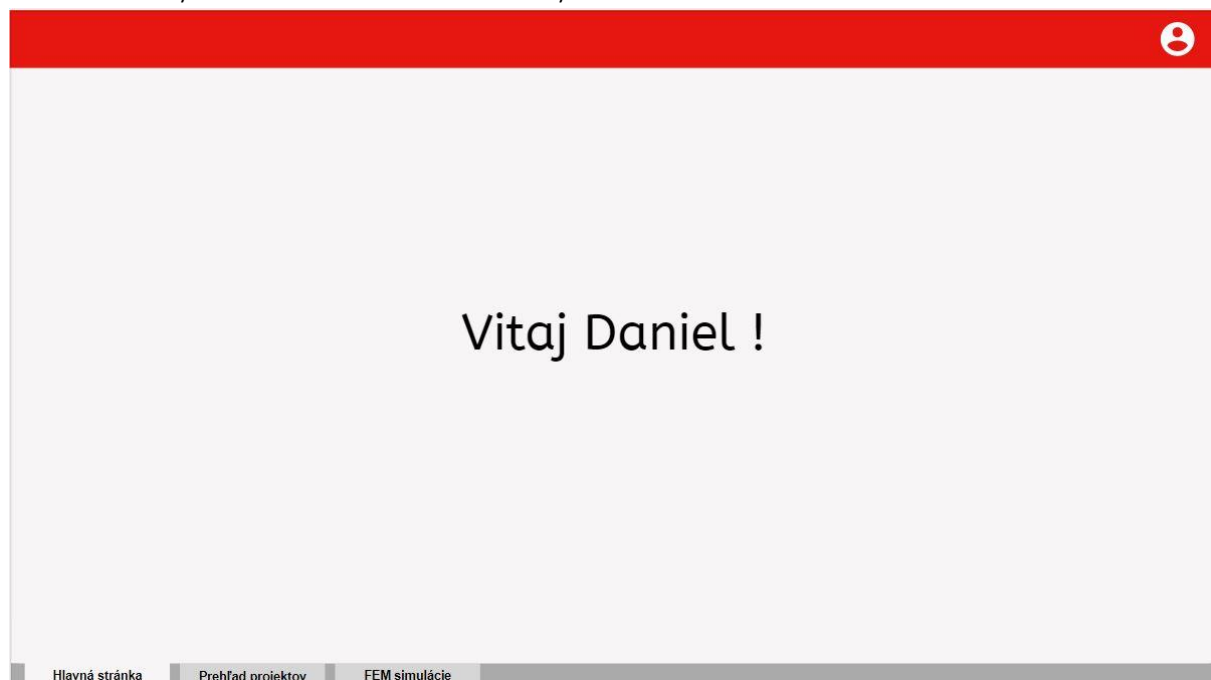 Vitaj Daniel !
Hlavná stránka Prehľad projektov FEM simulácie